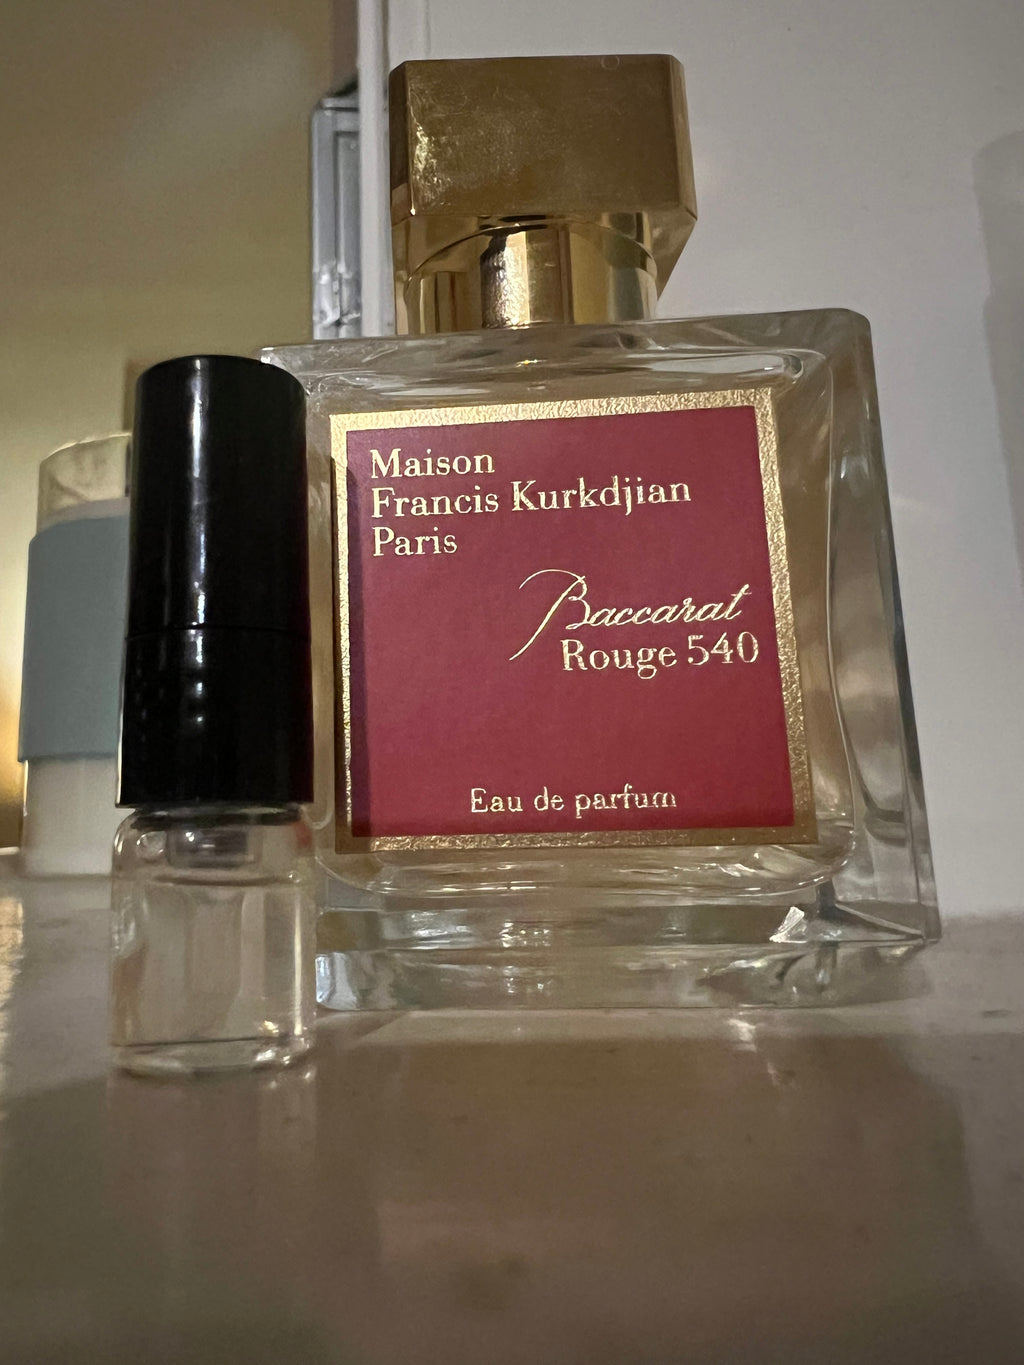 Maison
Francis Kurkdjian
Paris
Baccarat
Rouge 540
Eau de parfum